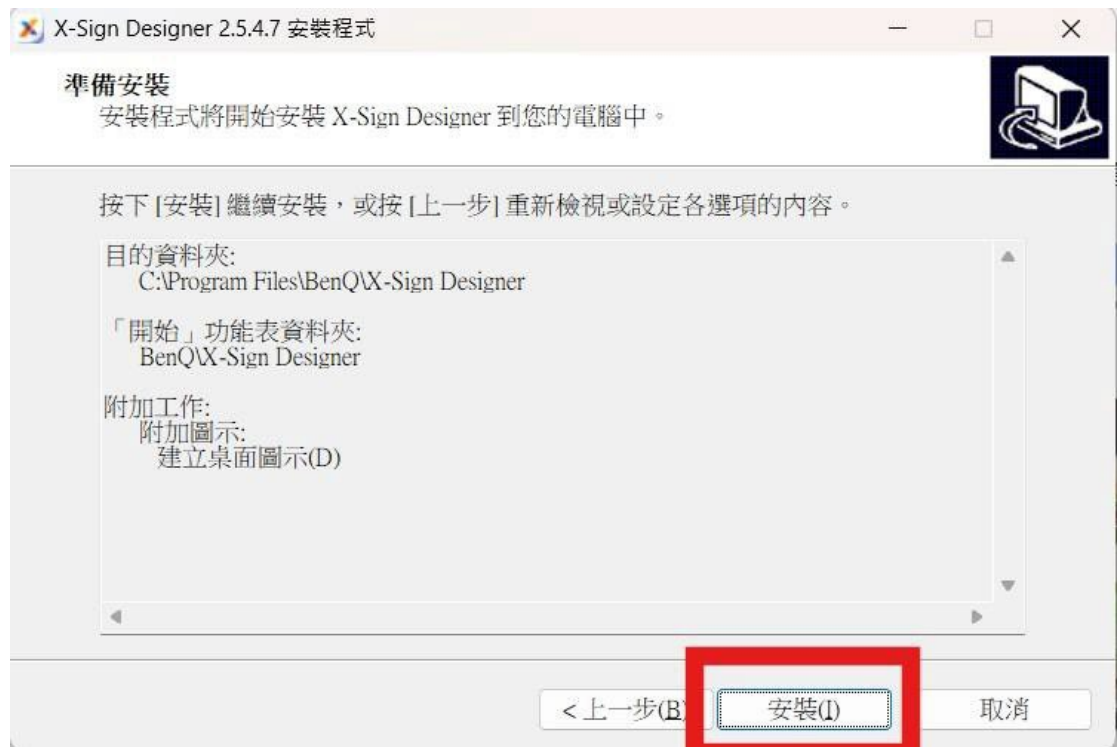 X-Sign Designer 2.5.4.7 安裝程式
準備安裝
安裝程式將開始安裝 X-Sign Designer 到您的電腦中。
按下 [安裝] 繼續安裝，或按 [上一步] 重新檢視或設定各選項的內容。
目的資料夾:
C:\Program Files\BenQ\X-Sign Designer
「開始」功能表資料夾:
BenQ\X-Sign Designer
附加工作:
附加圖示:
建立桌面圖示(D)
< 上一步(B)
安裝(I)
取消